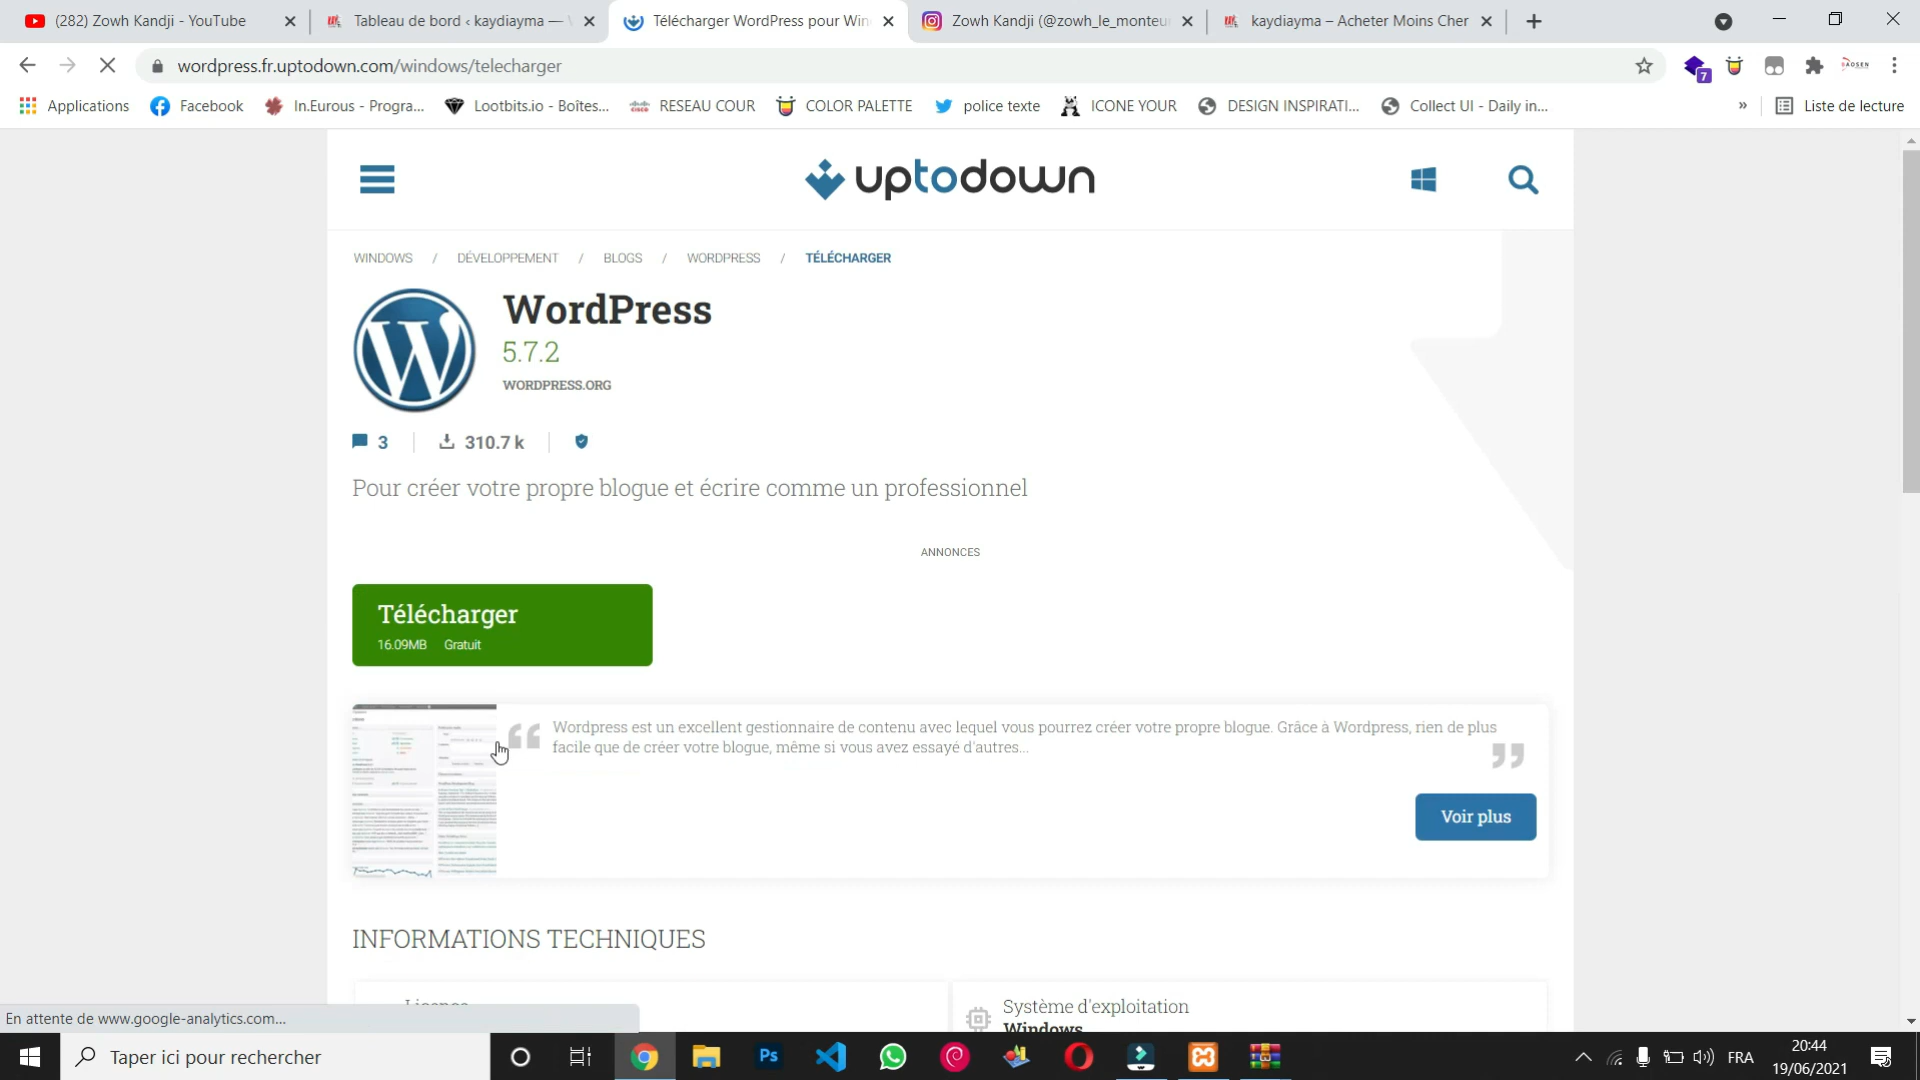 (282) Zowh Kandji - YouTube
Tableau de bord ‹ kaydiayma —
Télécharger WordPress pour Win
Zowh Kandji (@zowh_le_monteu
kaydiayma – Acheter Moins Cher
wordpress.fr.uptodown.com/windows/telecharger
7
Applications
Facebook
In.Eurous - Progra...
Lootbits.io - Boîtes...
RESEAU COUR
COLOR PALETTE
police texte
ICONE YOUR
DESIGN INSPIRATI...
Collect UI - Daily in...
»
Liste de lecture
uptodown
WINDOWS / DÉVELOPPEMENT / BLOGS / WORDPRESS / TÉLÉCHARGER
WordPress
5.7.2
WORDPRESS.ORG
3
310.7 k
Pour créer votre propre blogue et écrire comme un professionnel
ANNONCES
Télécharger
16.09MB Gratuit
Wordpress est un excellent gestionnaire de contenu avec lequel vous pourrez créer votre propre blogue. Grâce à Wordpress, rien de plus
facile que de créer votre blogue, même si vous avez essayé d'autres...
Voir plus
INFORMATIONS TECHNIQUES
Licence
Système d'exploitation
Windows
En attente de www.google-analytics.com...
Taper ici pour rechercher
Ps
FRA
20:44
19/06/2021